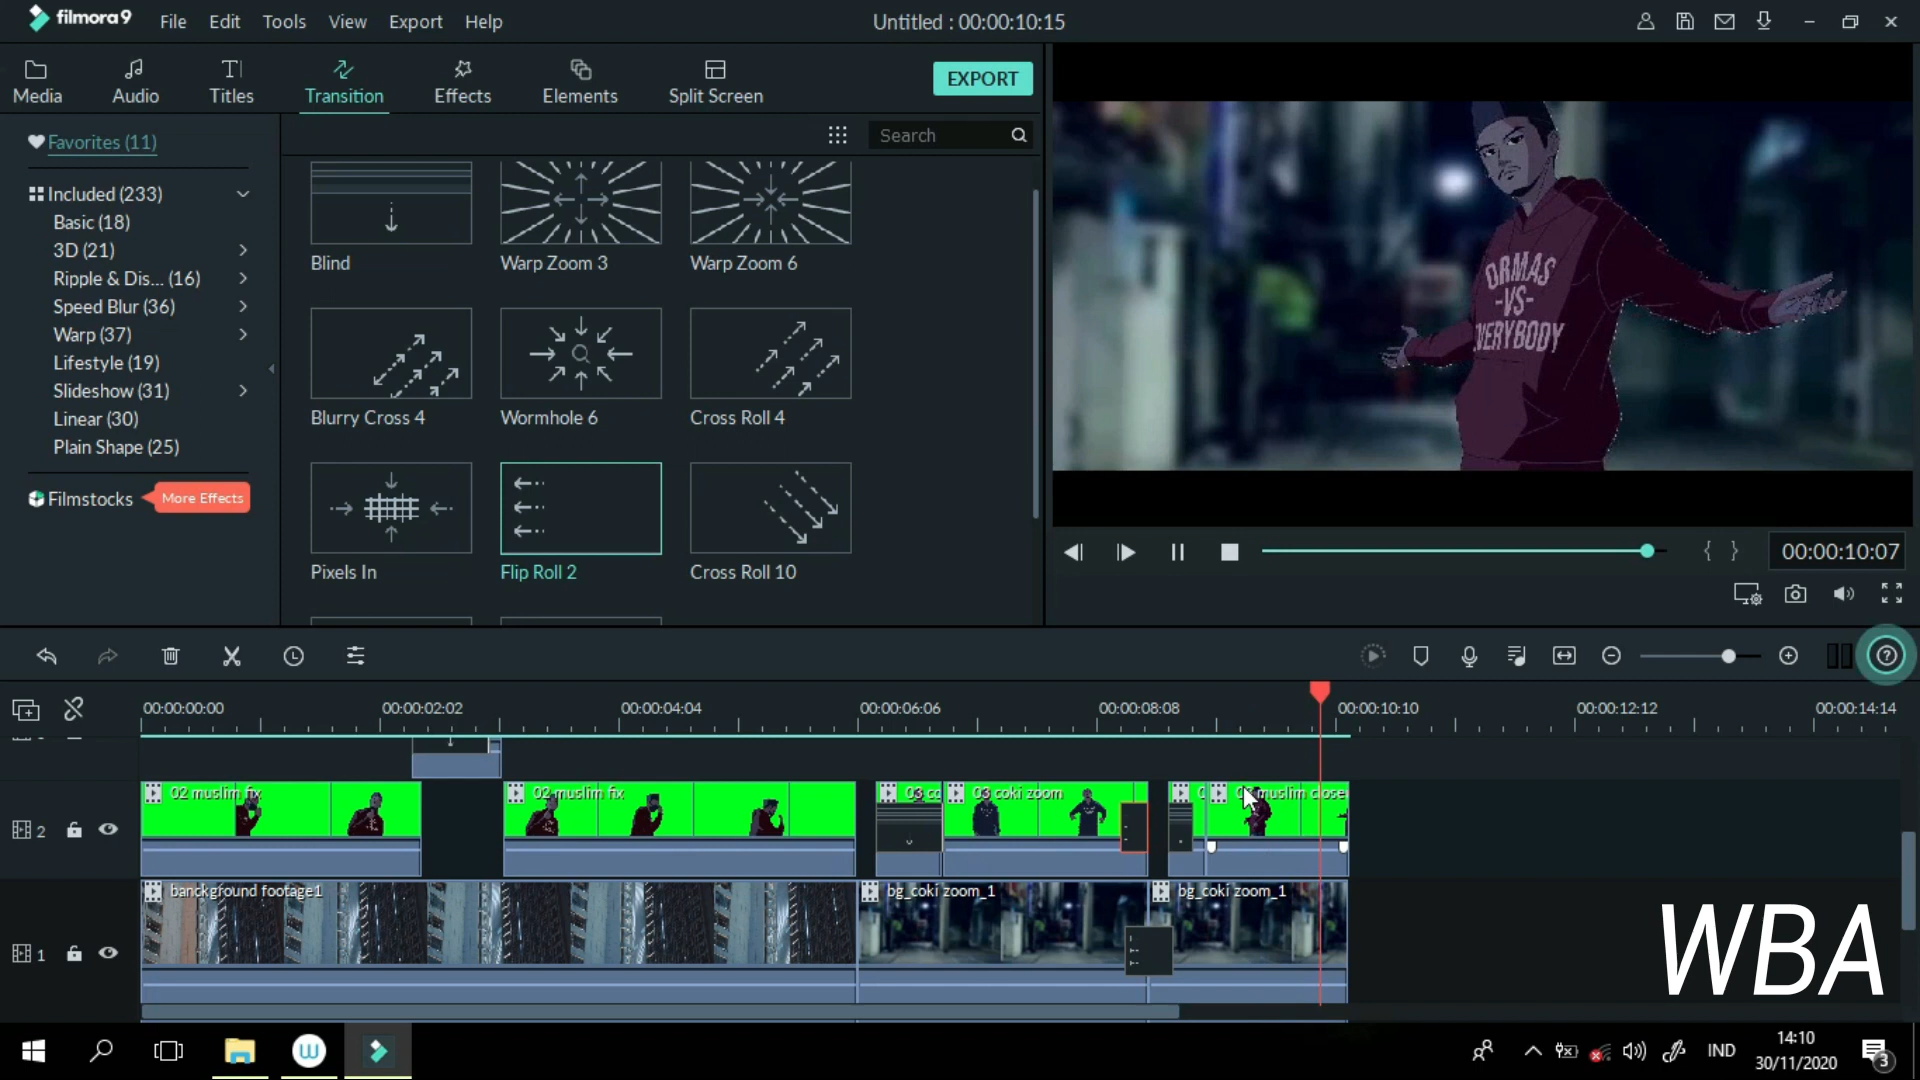 filmora9
File Edit Tools View Export Help
Untitled : 00:00:10:15
Media Audio Titles Transition Effects Elements Split Screen
EXPORT
Favorites (11)
Search
Included (233)
Basic (18)
3D (21)
Ripple & Dis... (16)
Speed Blur (36)
Warp (37)
Lifestyle (19)
Slideshow (31)
Linear (30)
Plain Shape (25)
Filmstocks More Effects
Blind Warp Zoom 3 Warp Zoom 6
Blurry Cross 4 Wormhole 6 Cross Roll 4
Pixels In Flip Roll 2 Cross Roll 10
ORMAS
-VS-
EVERYBODY
00:00:10:07
00:00:00:00 00:00:02:02 00:00:04:04 00:00:06:06 00:00:08:08 00:00:10:10 00:00:12:12 00:00:14:14
2
02 muslim fix 02 muslim fix 03 co 03 coki zoom muslim close
1
banckground footage1 bg_coki zoom_1 bg_coki zoom_1
WBA
IND
14:10
30/11/2020
3